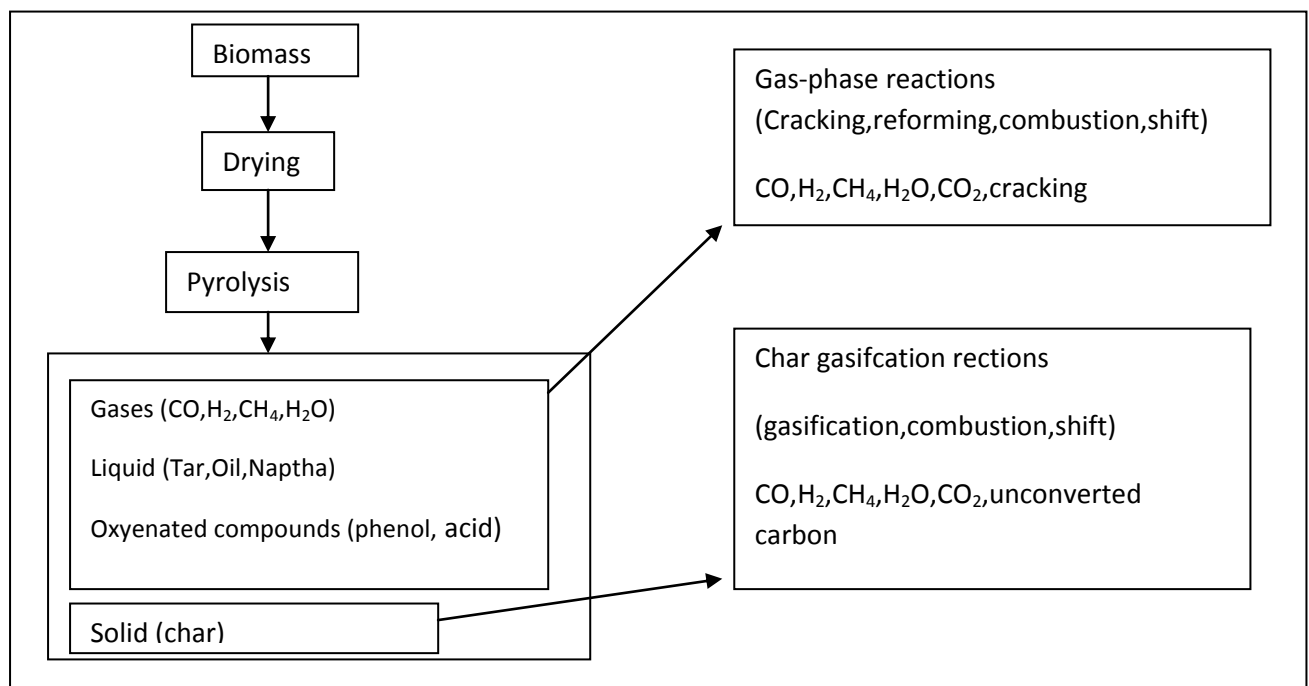 Biomass
Drying
Pyrolysis
Gases (CO,H₂,CH₄,H₂O)
Liquid (Tar,Oil,Naptha)
Oxyenated compounds (phenol, acid)
Solid (char)
Gas-phase reactions
(Cracking,reforming,combustion,shift)
CO,H₂,CH₄,H₂O,CO₂,cracking
Char gasifcation rections
(gasification,combustion,shift)
CO,H₂,CH₄,H₂O,CO₂,unconverted
carbon